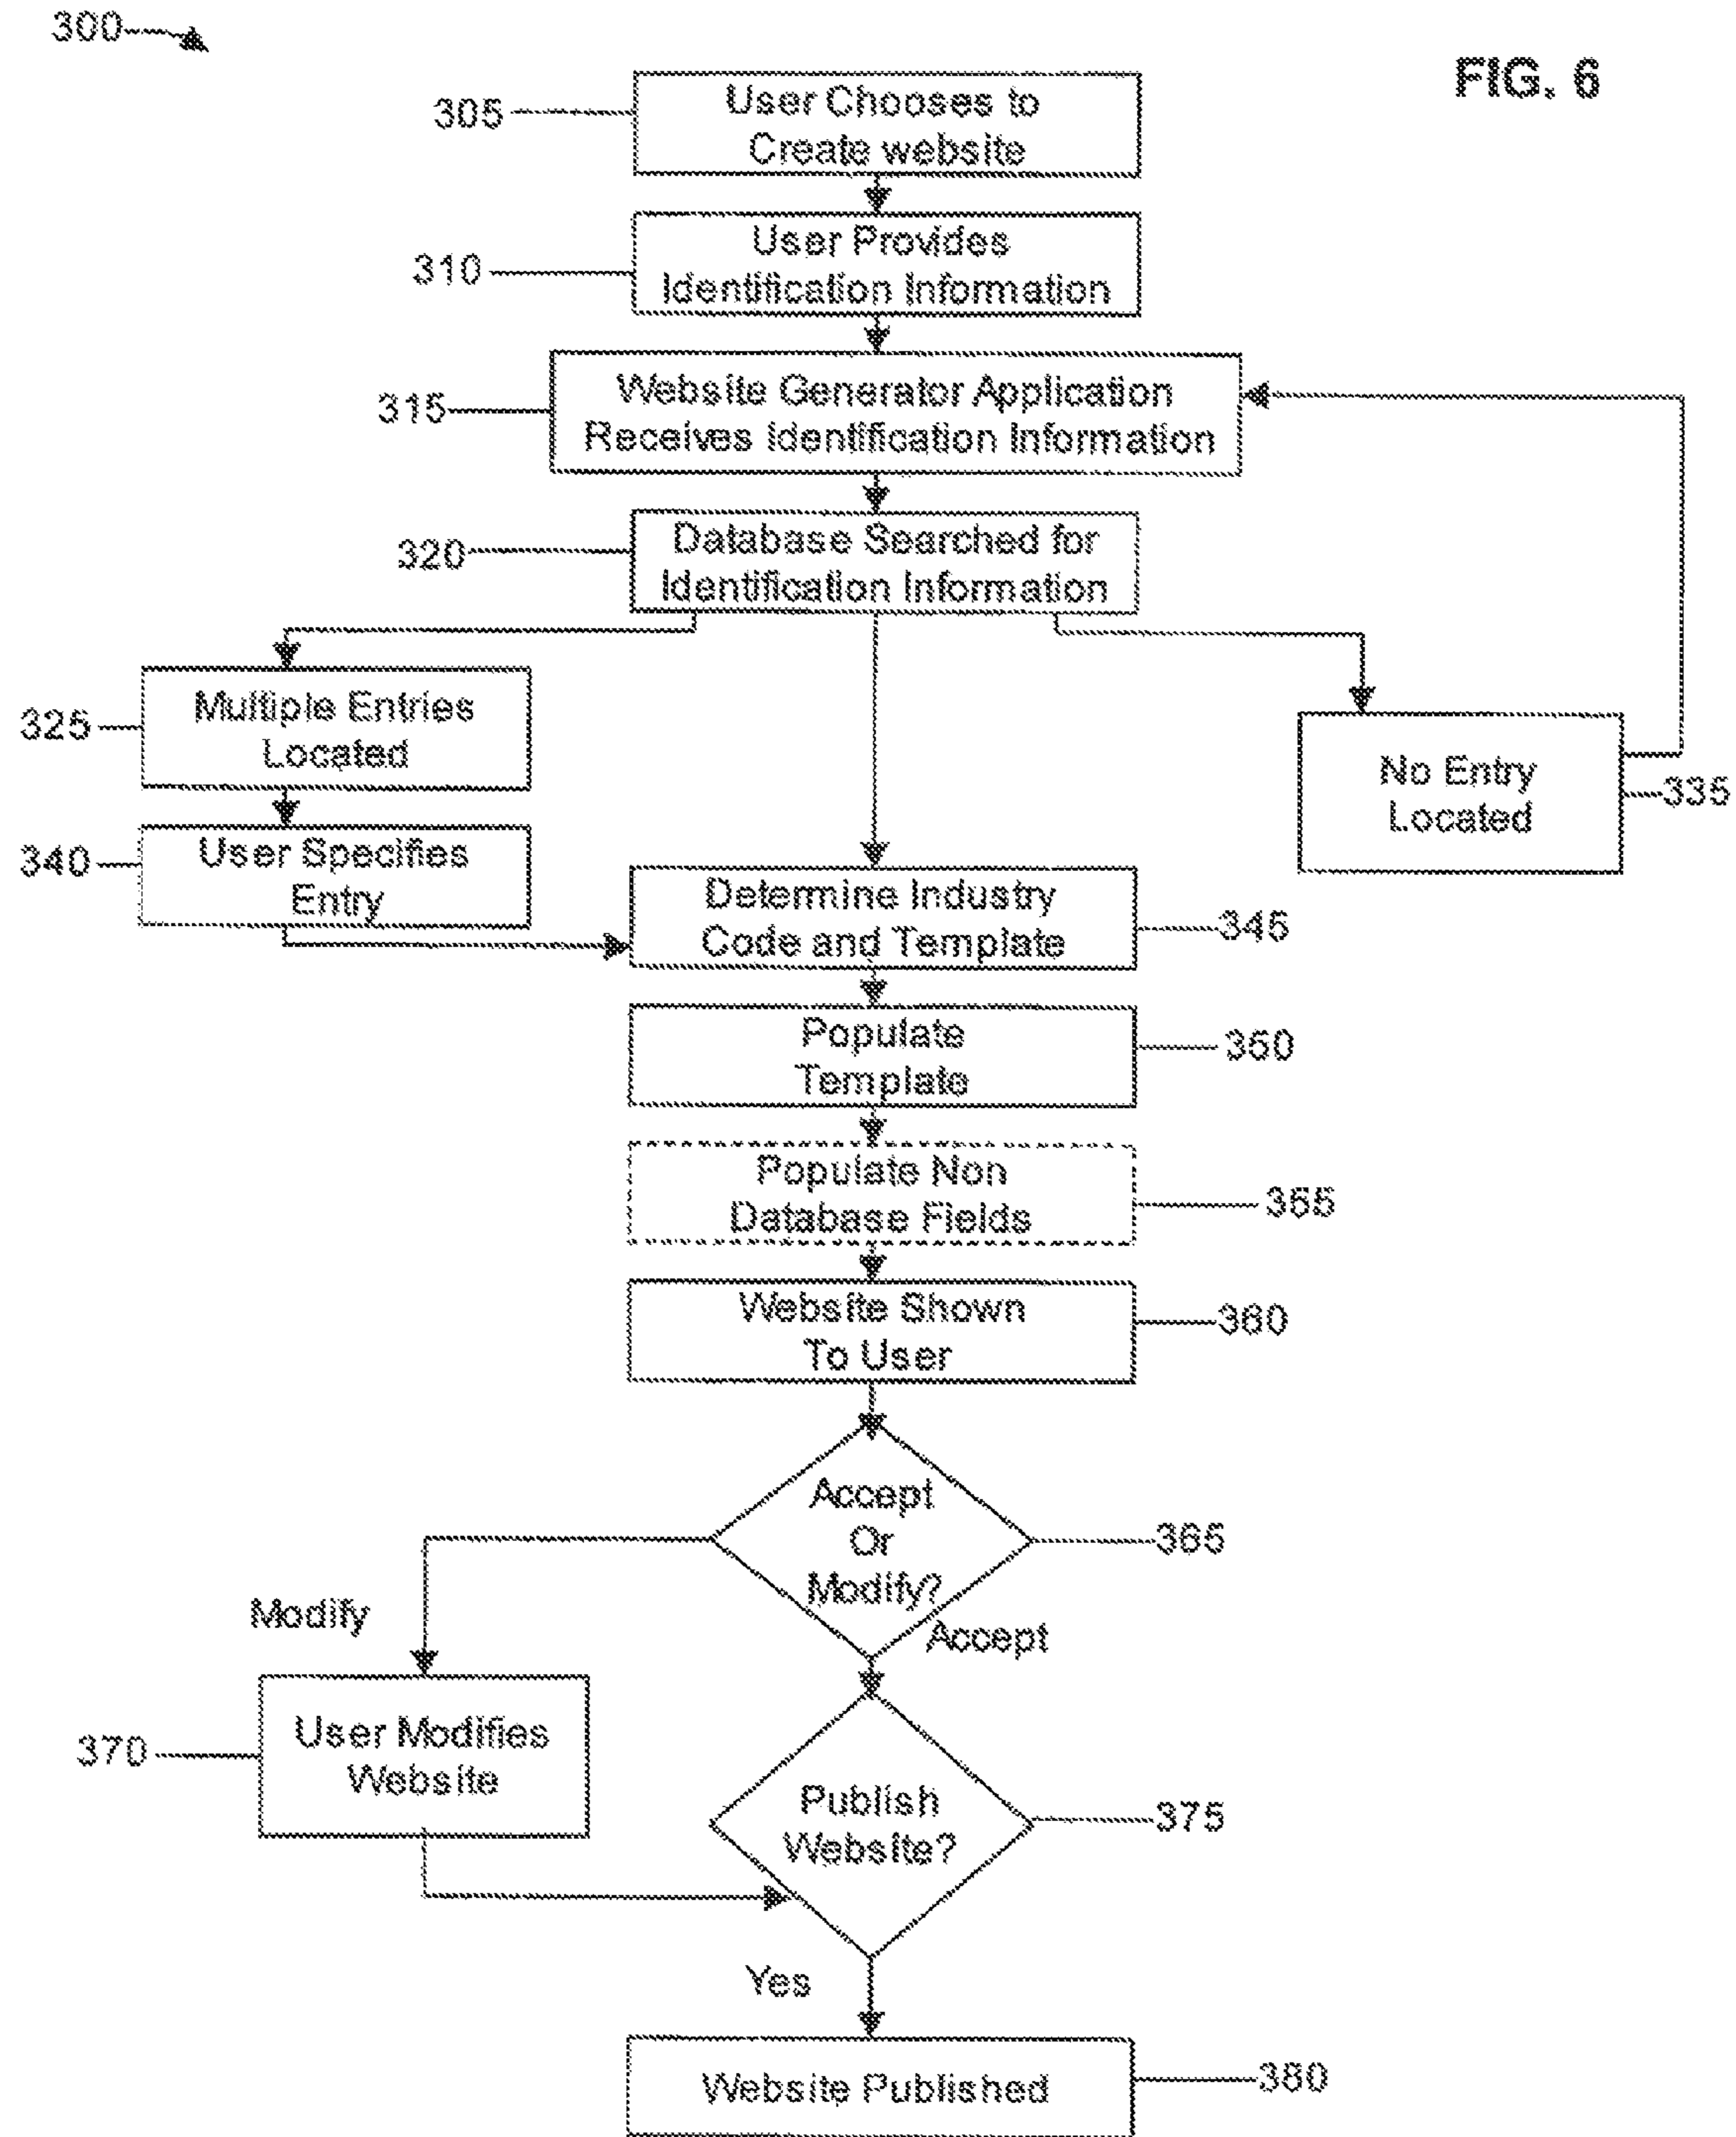 300
FIG. 6
305
User Chooses to
Create website
310
User Provides
Identification Information
315
Website Generator Application
Receives Identification Information
320
Database Searched for
Identification Information
325
Multiple Entries
Located
No Entry
Located
335
340
User Specifies
Entry
Determine Industry
Code and Template
345
Populate
Template
350
Populate Non
Database Fields
355
Website Shown
To User
360
Accept
Or
Modify?
365
Modify
Accept
370
User Modifies
Website
Publish
Website?
375
Yes
Website Published
380